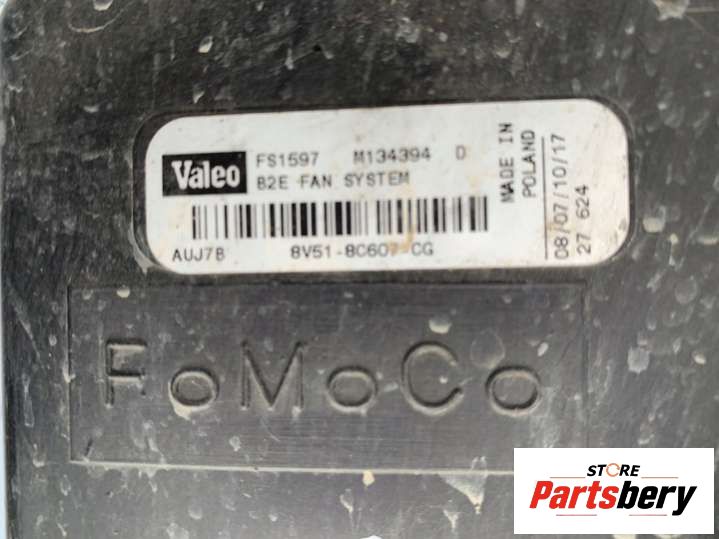 Valeo
FS1597 M134394 D
B2E FAN SYSTEM
AUJ7B 8V51-8C607-CG
MADE IN
POLAND
08/07/10/17
27 624
FoMoCo
STORE
Partsbery